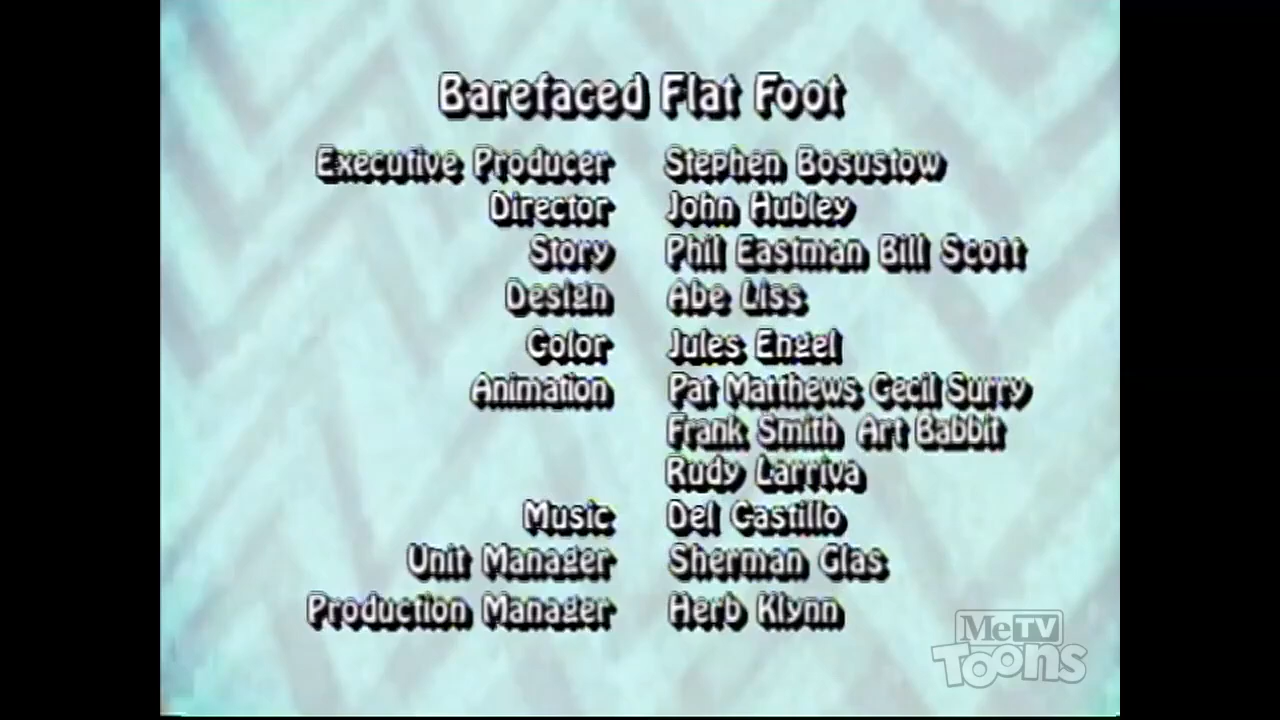 Barefaced Flat Foot
Executive Producer Stephen Bosustow
Director John Hubley
Story Phil Eastman Bill Scott
Design Abe Liss
Color Jules Engel
Animation Pat Matthews Cecil Surry
Frank Smith Art Babbit
Rudy Larriva
Music Del Castillo
Unit Manager Sherman Glas
Production Manager Herb Klynn
MeTV
Toons